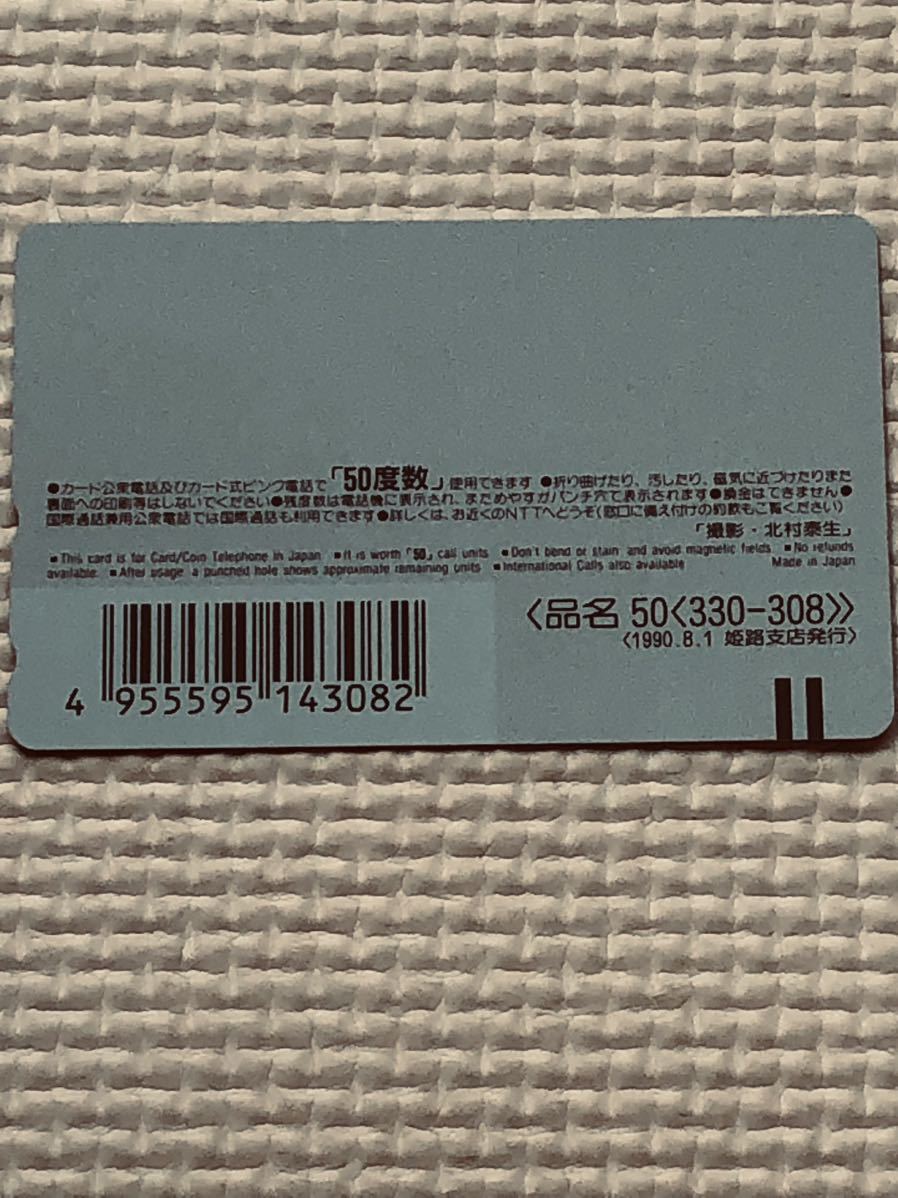 ●カード公衆電話及びカード式ピンク電話で「50度数」使用できます ●折り曲げたり、汚したり、磁気に近づけたりまた
裏面への印刷等はしないでください●残度数は電話機に表示され、まためやすがパンチ穴で表示されます●換金はできません●
国際通話兼用公衆電話では国際通話も利用できます●詳しくは、お近くのNTTへどうぞ(窓口に備え付けの約款もご覧ください)
「撮影・北村泰生」
■This card is for Card/Coin Telephone in Japan ■It is worth「50」call units ■Don't bend or stain and avoid magnetic fields ■No refunds
available. ■After usage a punched hole shows approximate remaining units ■International Calls also available Made in Japan
〈品名 50〈330-308〉〉
〈1990.8.1 姫路支店発行〉
4 955595 143082